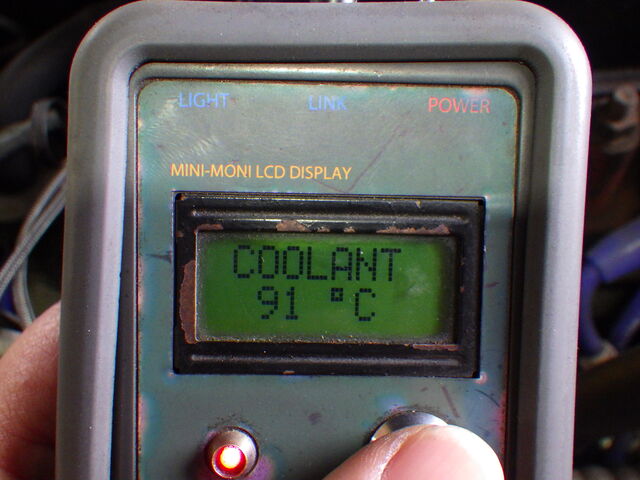 LIGHT LINK POWER
MINI-MONI LCD DISPLAY
COOLANT
91 °C